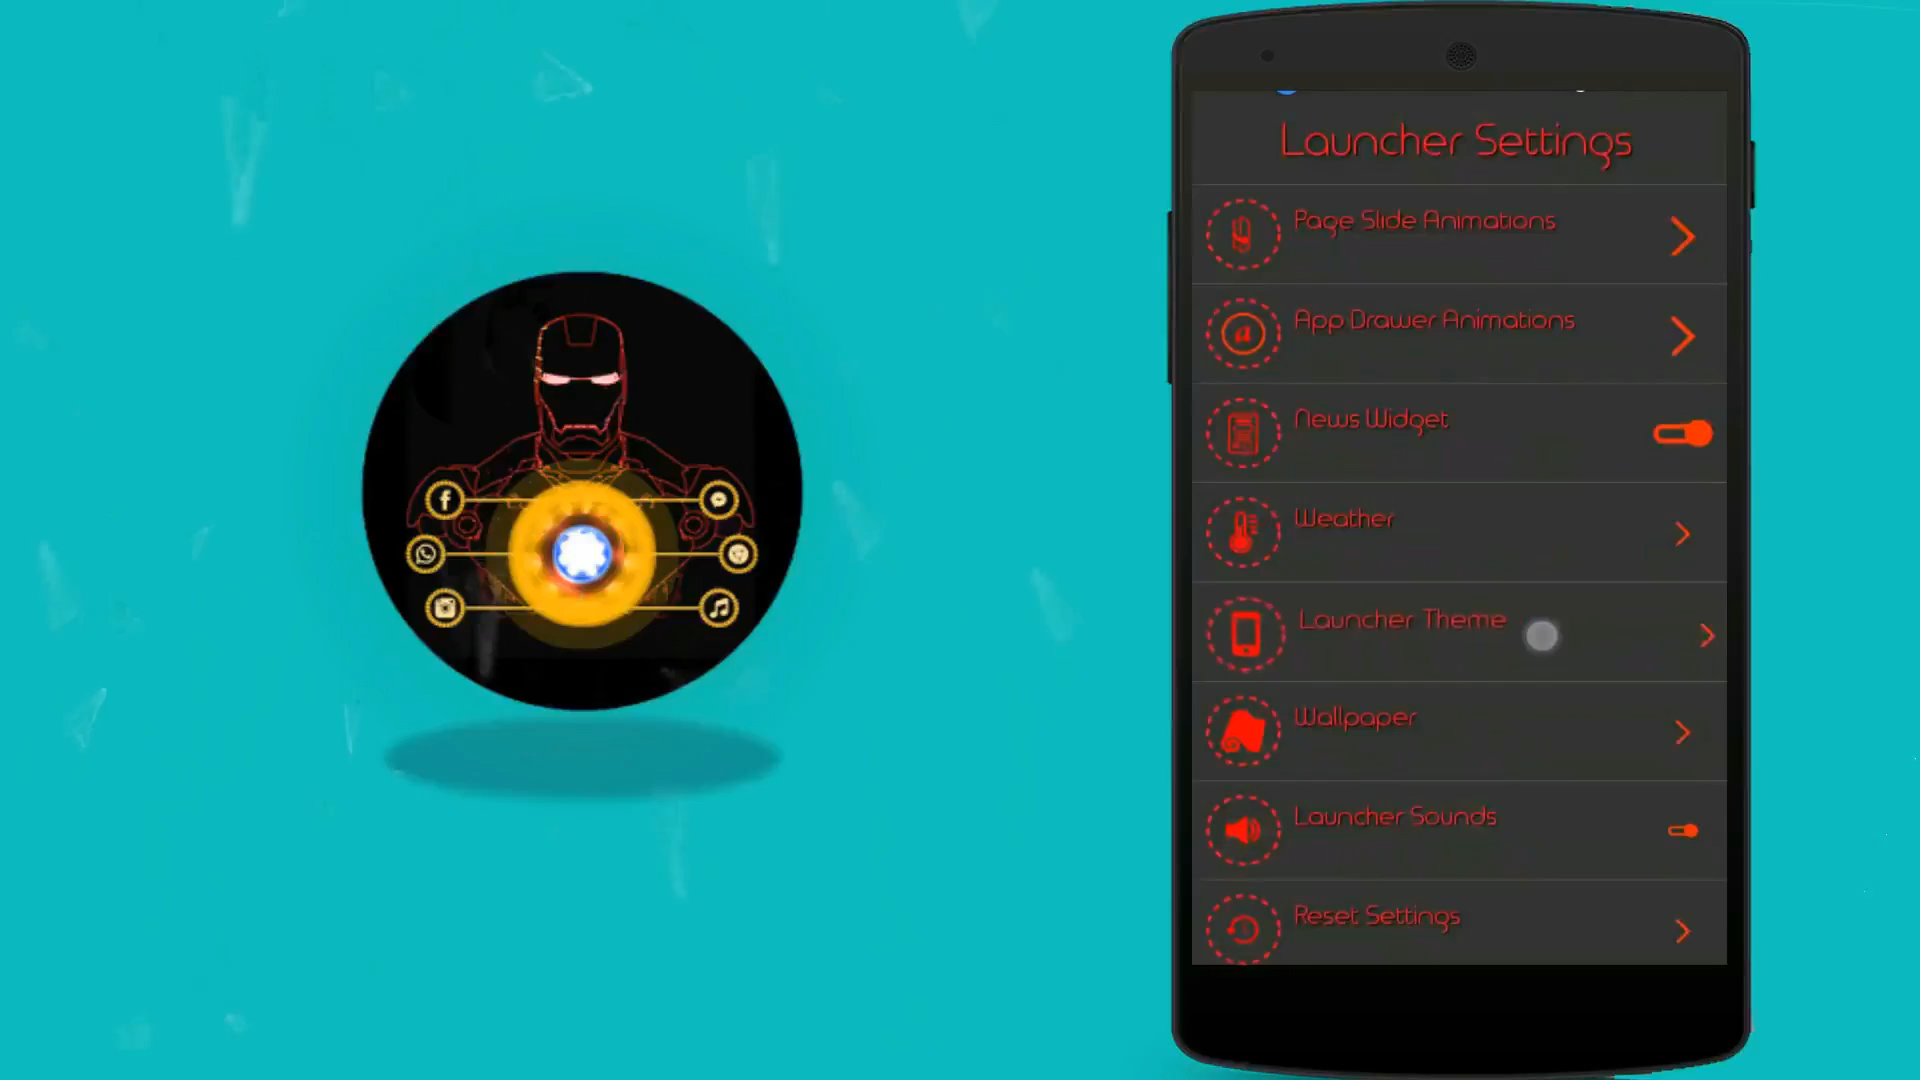 Launcher Settings
Page Slide Animations
App Drawer Animations
News Widget
Weather
Launcher Theme
Wallpaper
Launcher Sounds
Reset Settings